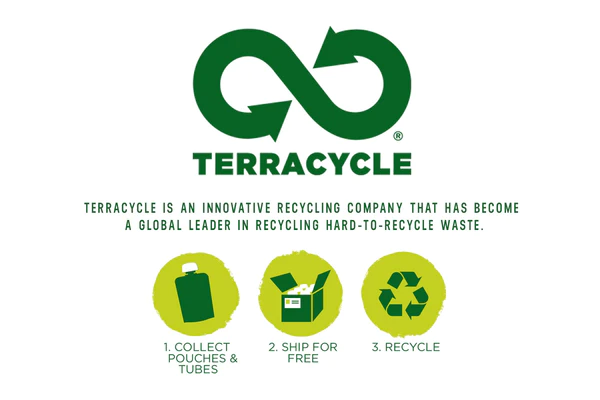 ®
TERRACYCLE
TERRACYCLE IS AN INNOVATIVE RECYCLING COMPANY THAT HAS BECOME
A GLOBAL LEADER IN RECYCLING HARD-TO-RECYCLE WASTE.
1. COLLECT
POUCHES &
TUBES
2. SHIP FOR
FREE
3. RECYCLE